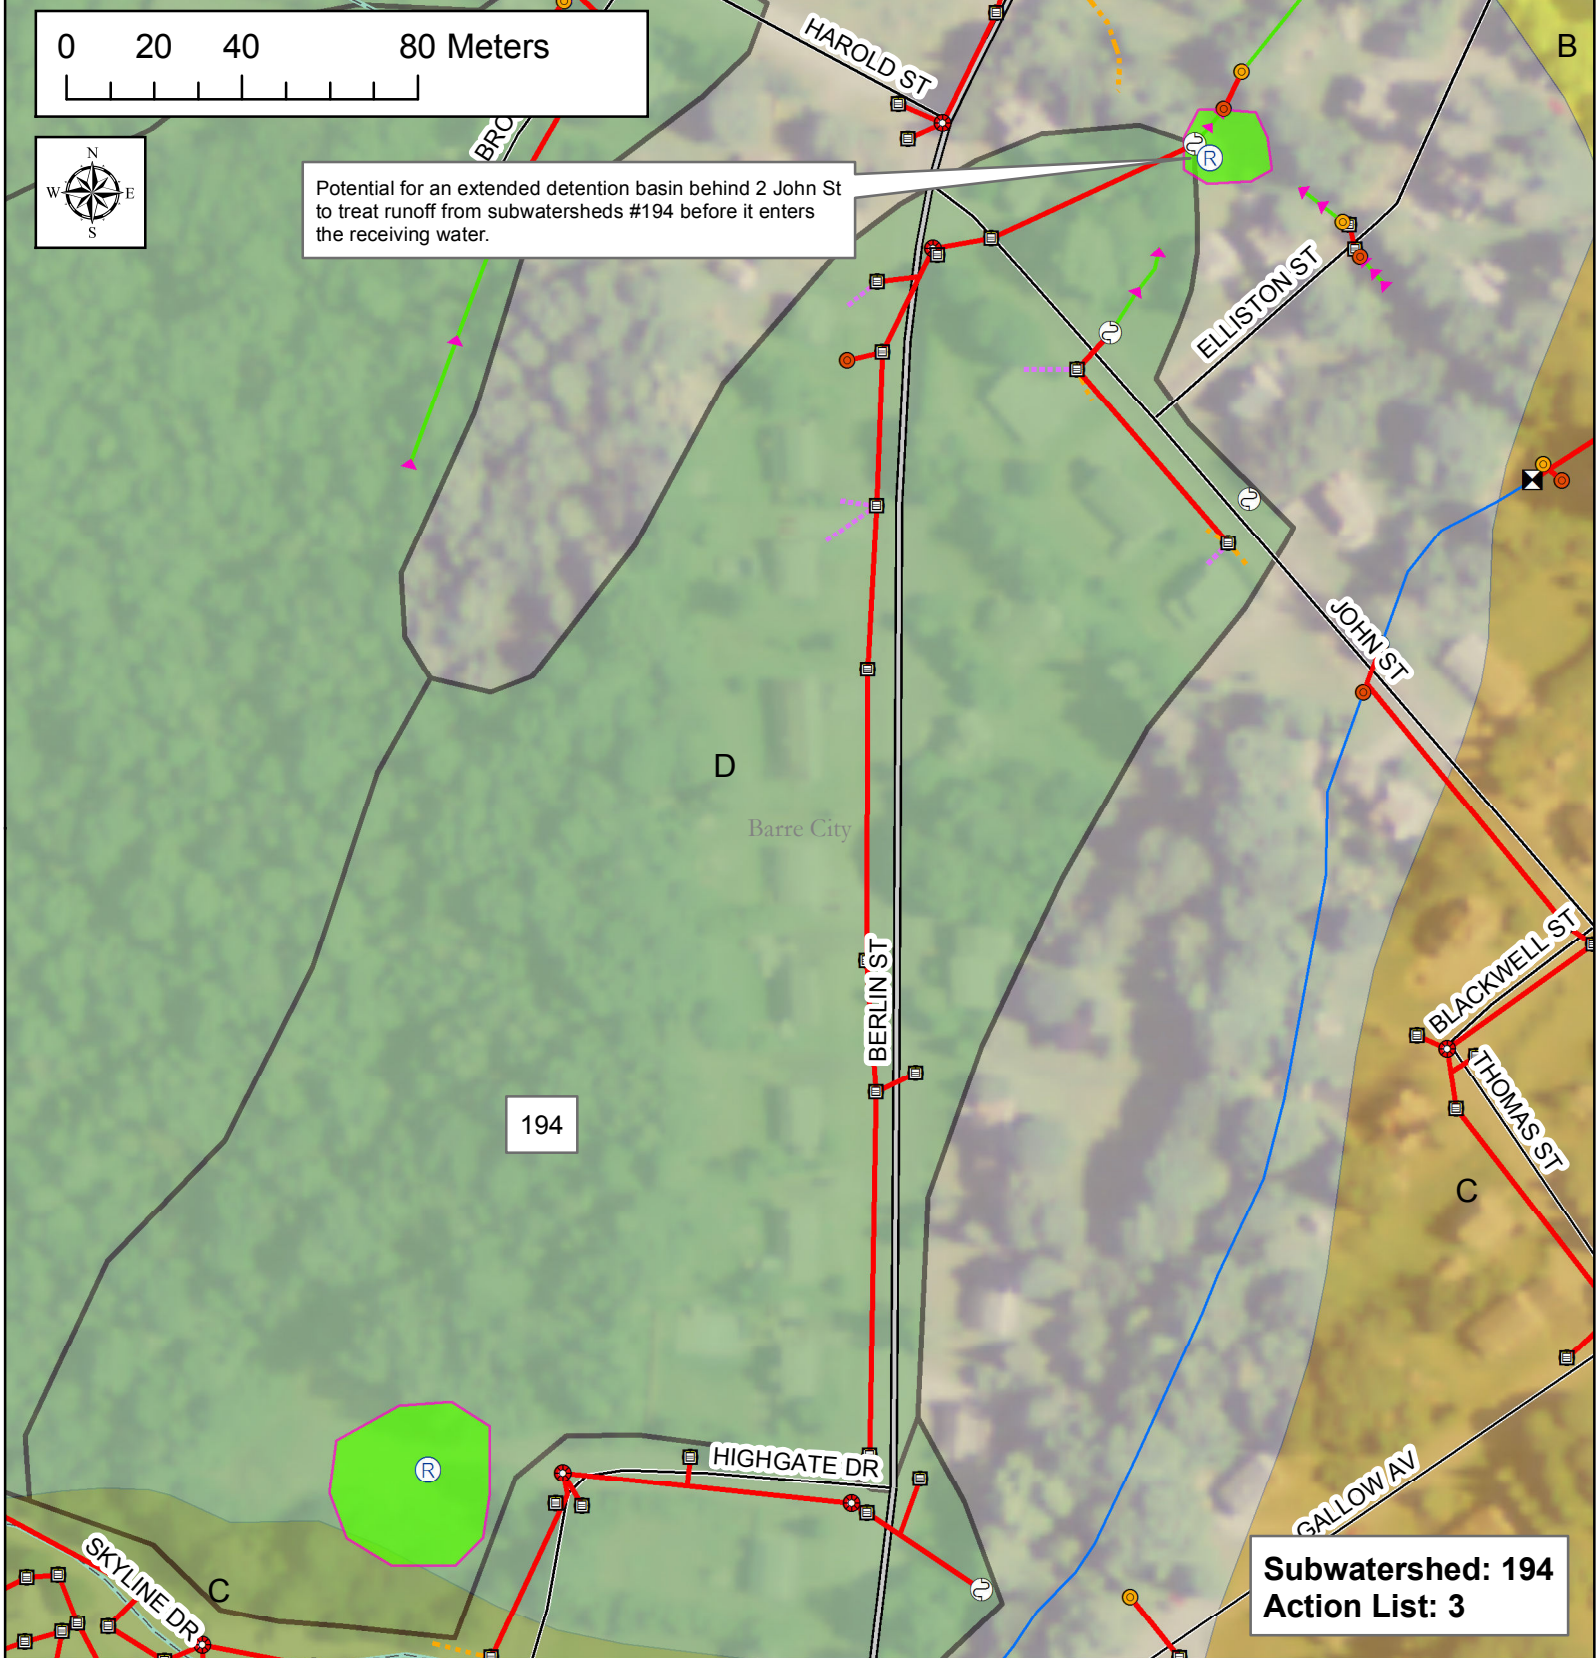 0 20 40 80 Meters
N
W E
S
HAROLD ST
BRO
B
R
Potential for an extended detention basin behind 2 John St
to treat runoff from subwatersheds #194 before it enters
the receiving water.
ELLISTON ST
JOHN ST
D
Barre City
BERLIN ST
BLACKWELL ST
THOMAS ST
194
C
R
HIGHGATE DR
GALLOW AV
SKYLINE DR
C
Subwatershed: 194
Action List: 3